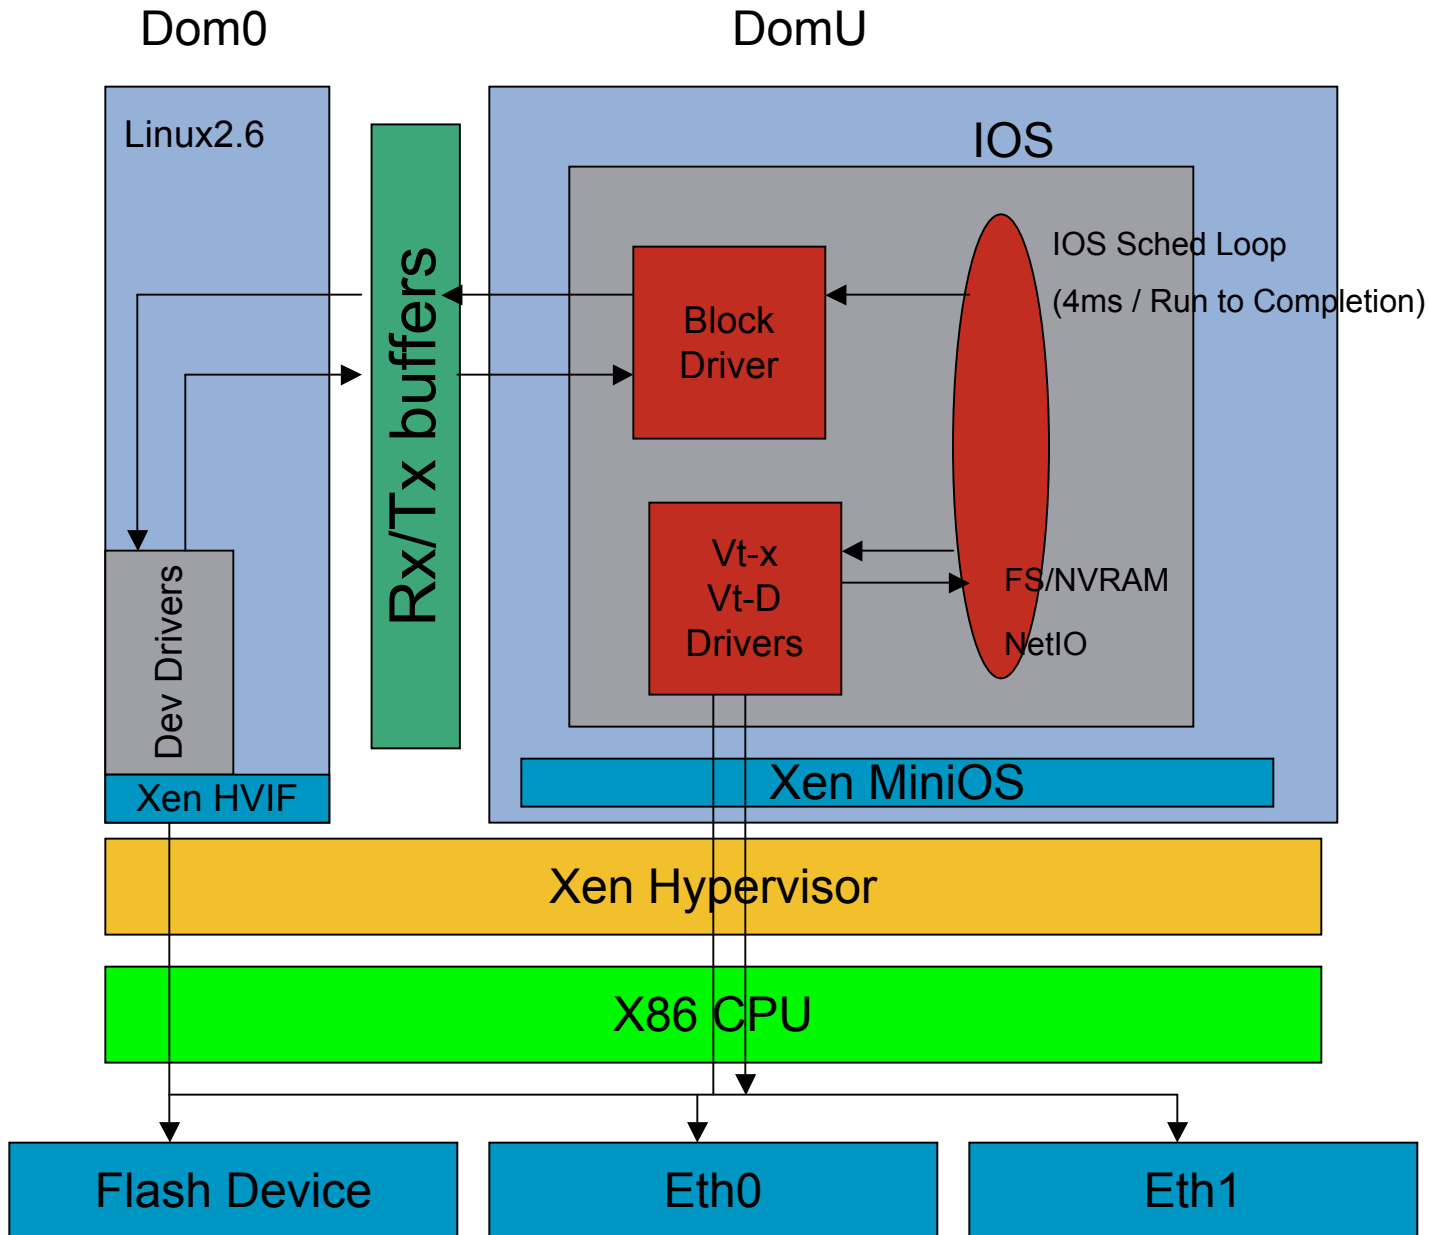 Dom0
DomU
Linux2.6
IOS
Rx/Tx buffers
IOS Sched Loop
(4ms / Run to Completion)
Block
Driver
Vt-x
Vt-D
Drivers
FS/NVRAM
NetIO
Dev Drivers
Xen HVIF
Xen MiniOS
Xen Hypervisor
X86 CPU
Flash Device
Eth0
Eth1